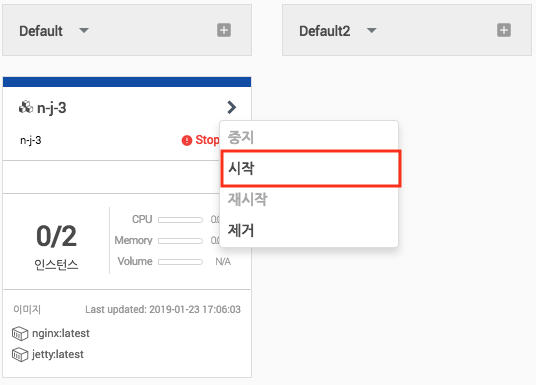 Default
Default2
n-j-3
n-j-3
Stop
중지
시작
재시작
제거
0/2
인스턴스
CPU
0.0
Memory
0.0
Volume
N/A
이미지
Last updated: 2019-01-23 17:06:03
nginx:latest
jetty:latest